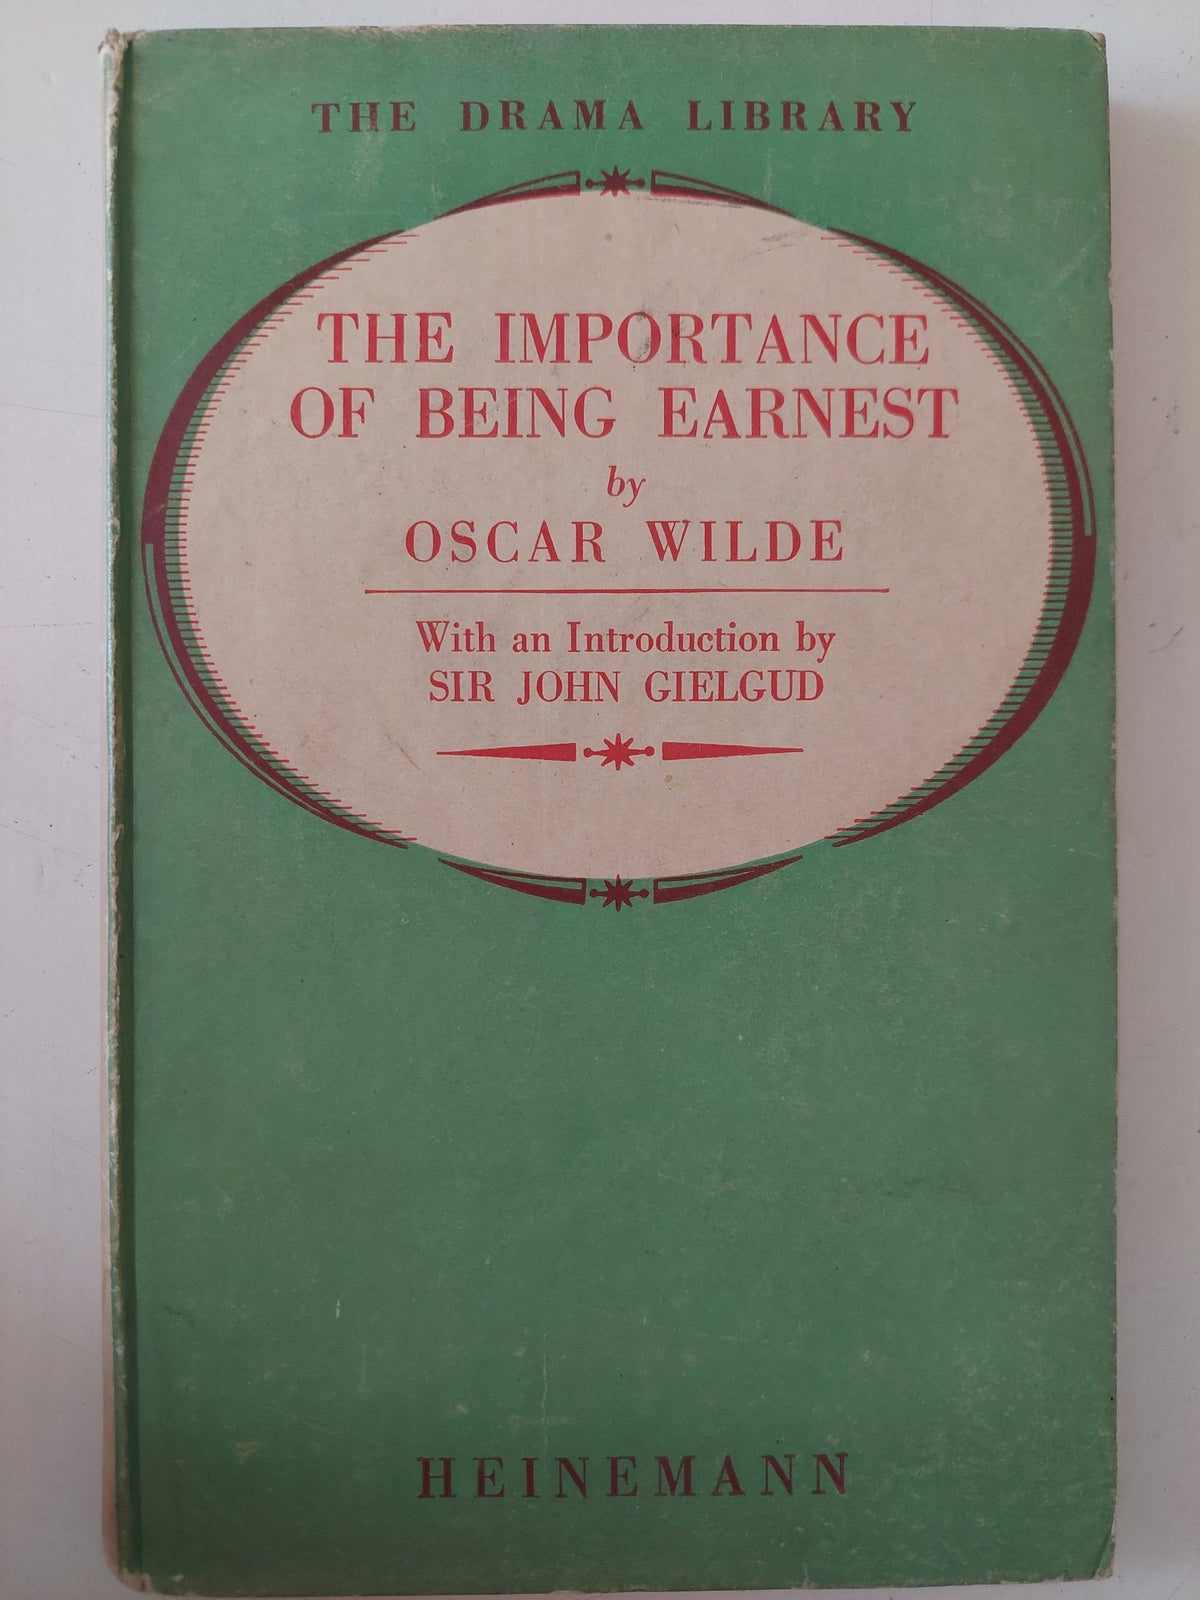 THE DRAMA LIBRARY
THE IMPORTANCE
OF BEING EARNEST
by
OSCAR WILDE
With an Introduction by
SIR JOHN GIELGUD
HEINEMANN